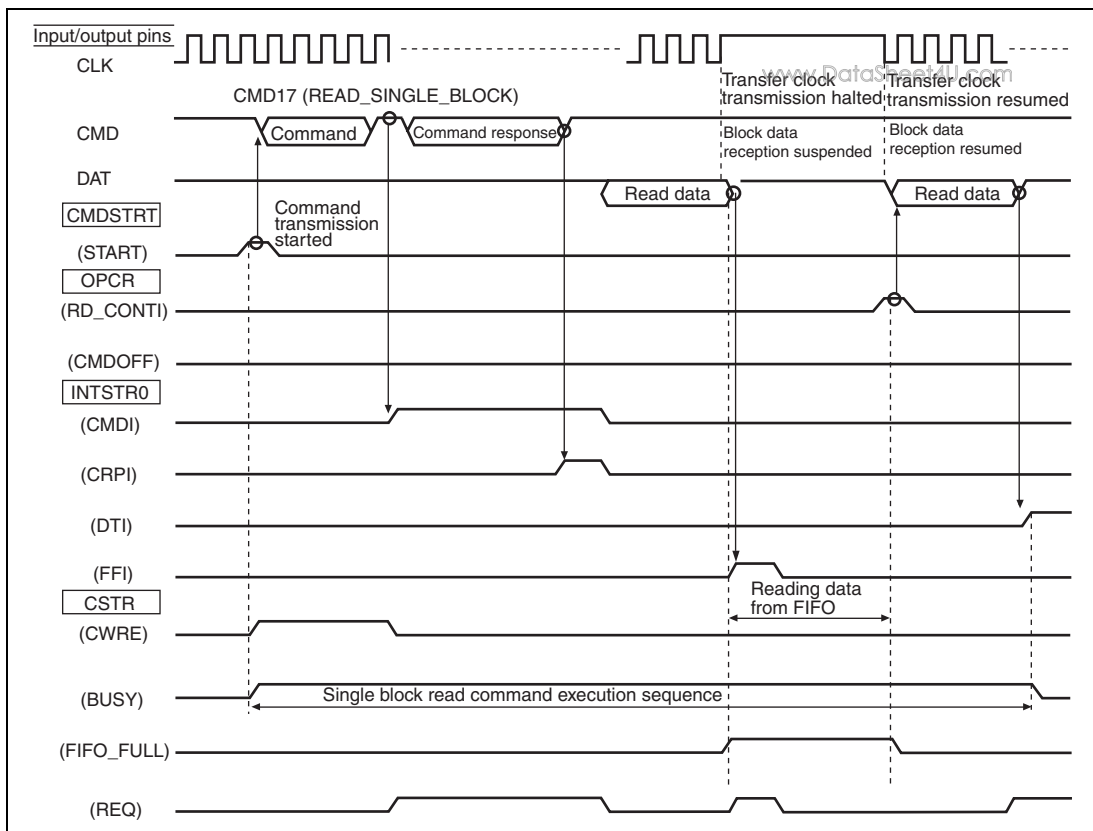 Input/output pins
CLK
www.DataSheet4U.com
Transfer clock
transmission halted
Transfer clock
transmission resumed
CMD17 (READ_SINGLE_BLOCK)
CMD
Command
Command response
Block data
reception suspended
Block data
reception resumed
DAT
Read data
Read data
CMDSTRT
Command
transmission
started
(START)
OPCR
(RD_CONTI)
(CMDOFF)
INTSTR0
(CMDI)
(CRPI)
(DTI)
(FFI)
Reading data
from FIFO
CSTR
(CWRE)
(BUSY)
Single block read command execution sequence
(FIFO_FULL)
(REQ)